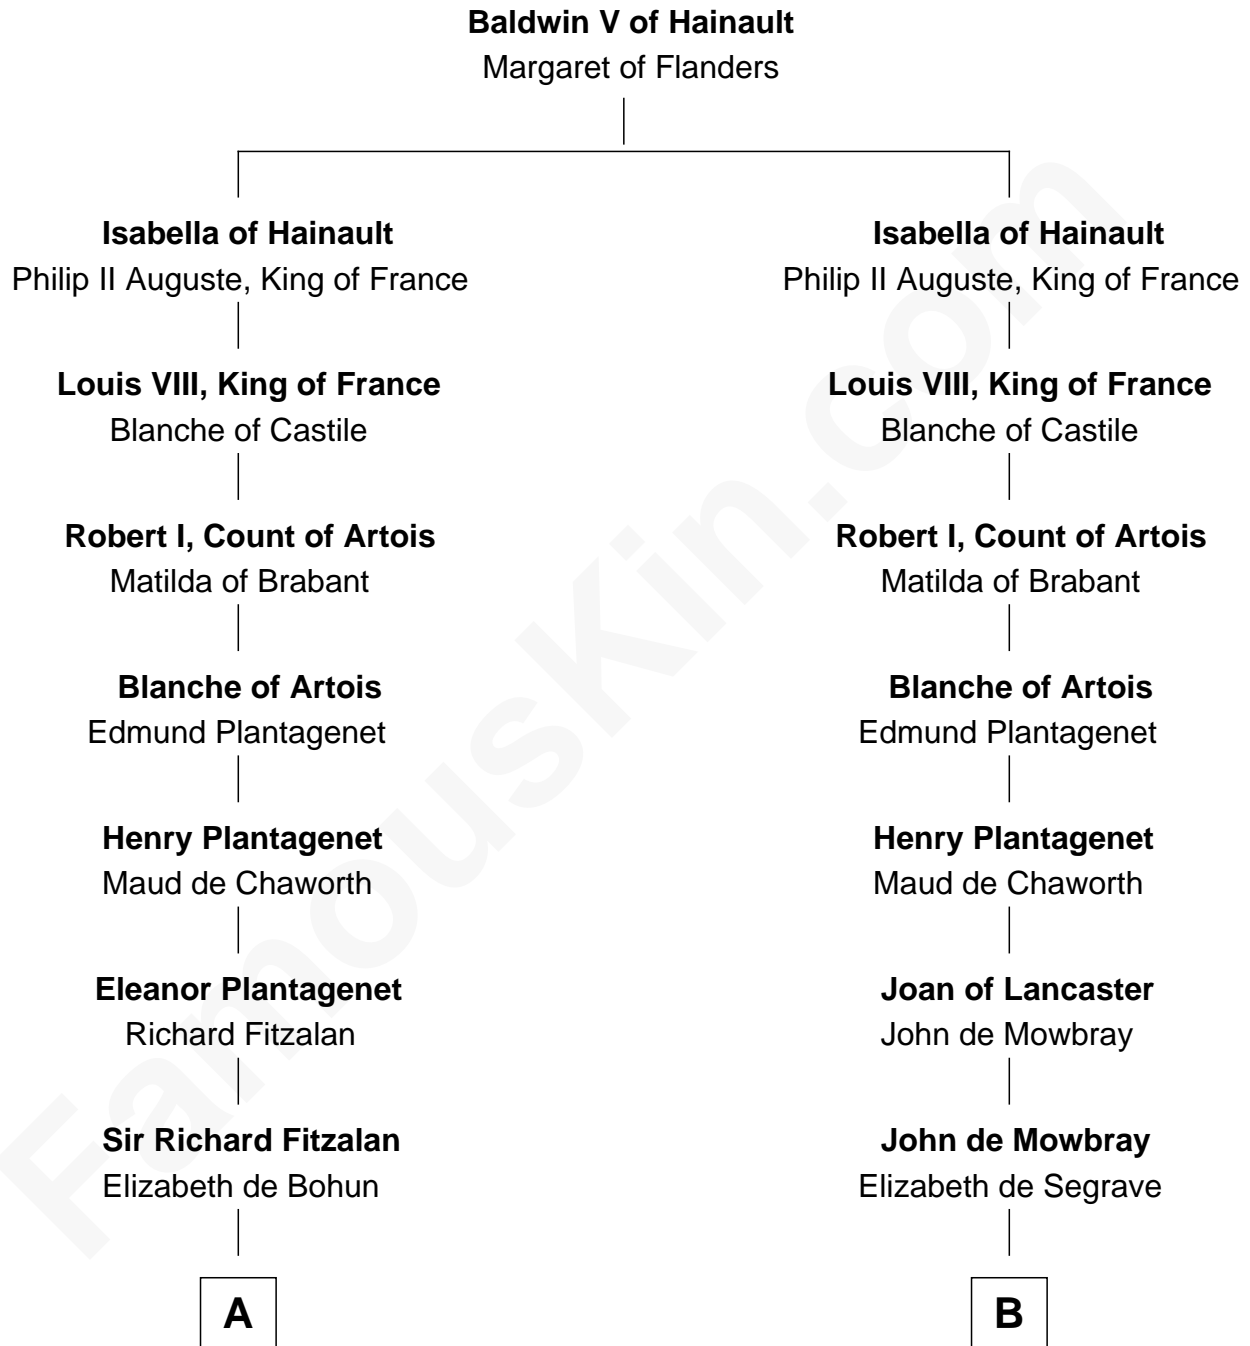 Baldwin V of Hainault
Margaret of Flanders
Isabella of Hainault
Philip II Auguste, King of France
Louis VIII, King of France
Blanche of Castile
Robert I, Count of Artois
Matilda of Brabant
Blanche of Artois
Edmund Plantagenet
Henry Plantagenet
Maud de Chaworth
Eleanor Plantagenet
Richard Fitzalan
Sir Richard Fitzalan
Elizabeth de Bohun
A
Isabella of Hainault
Philip II Auguste, King of France
Louis VIII, King of France
Blanche of Castile
Robert I, Count of Artois
Matilda of Brabant
Blanche of Artois
Edmund Plantagenet
Henry Plantagenet
Maud de Chaworth
Joan of Lancaster
John de Mowbray
John de Mowbray
Elizabeth de Segrave
B
FamousKin.com